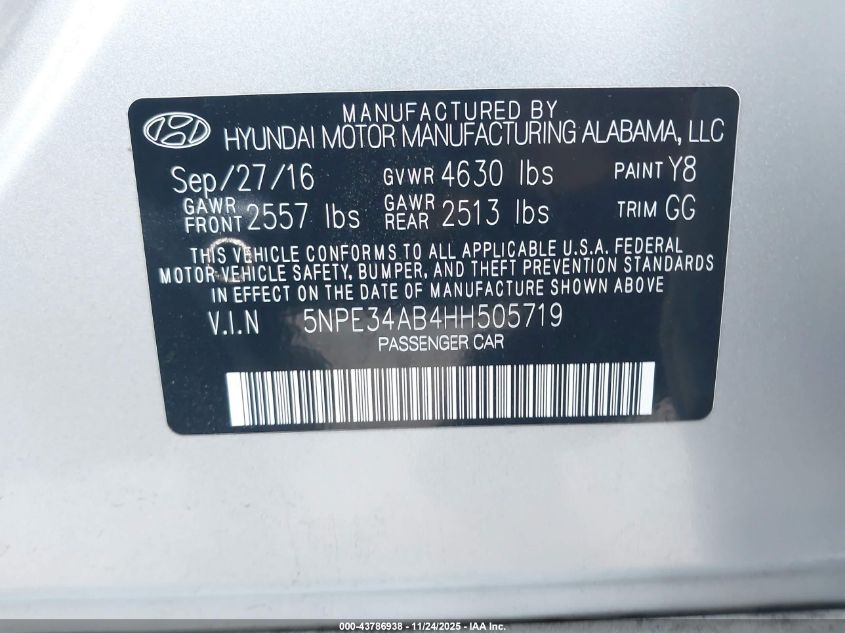 MANUFACTURED BY
HYUNDAI MOTOR MANUFACTURING ALABAMA, LLC
Sep/27/16 GVWR 4630 lbs PAINT Y8
GAWR FRONT 2557 lbs GAWR REAR 2513 lbs TRIM GG
THIS VEHICLE CONFORMS TO ALL APPLICABLE U.S.A. FEDERAL
MOTOR VEHICLE SAFETY, BUMPER, AND THEFT PREVENTION STANDARDS
IN EFFECT ON THE DATE OF MANUFACTURE SHOWN ABOVE
V.I.N 5NPE34AB4HH505719
PASSENGER CAR
000-43786938 - 11/24/2025 - IAA Inc.